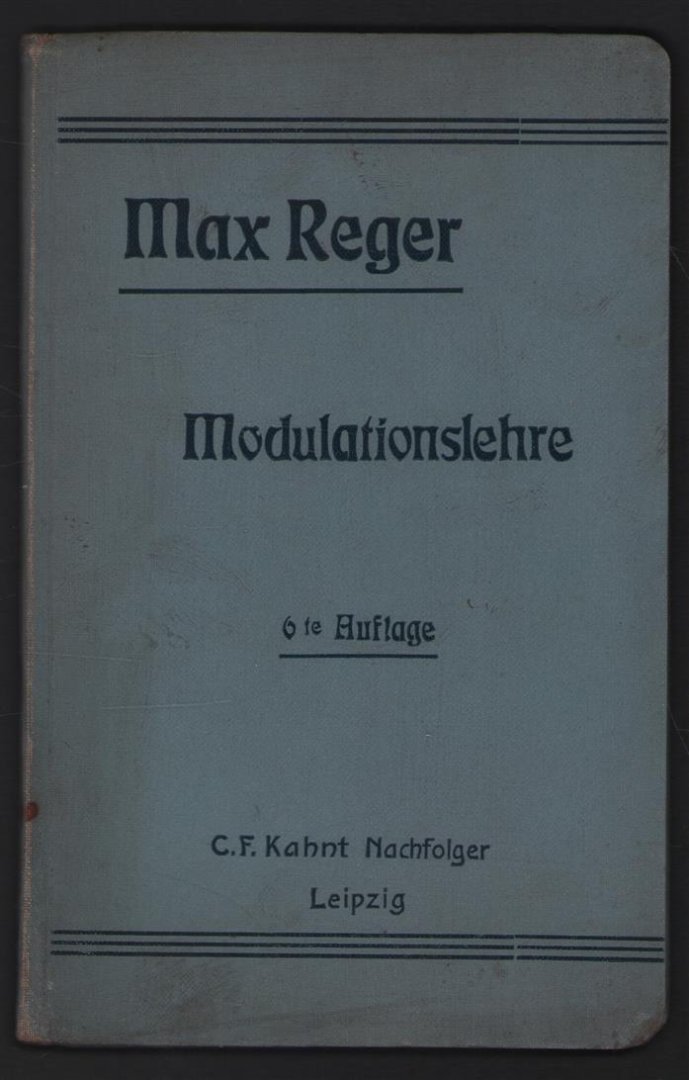 Max Reger
Modulationslehre
6te Auflage
C.F. Kahnt Nachfolger
Leipzig